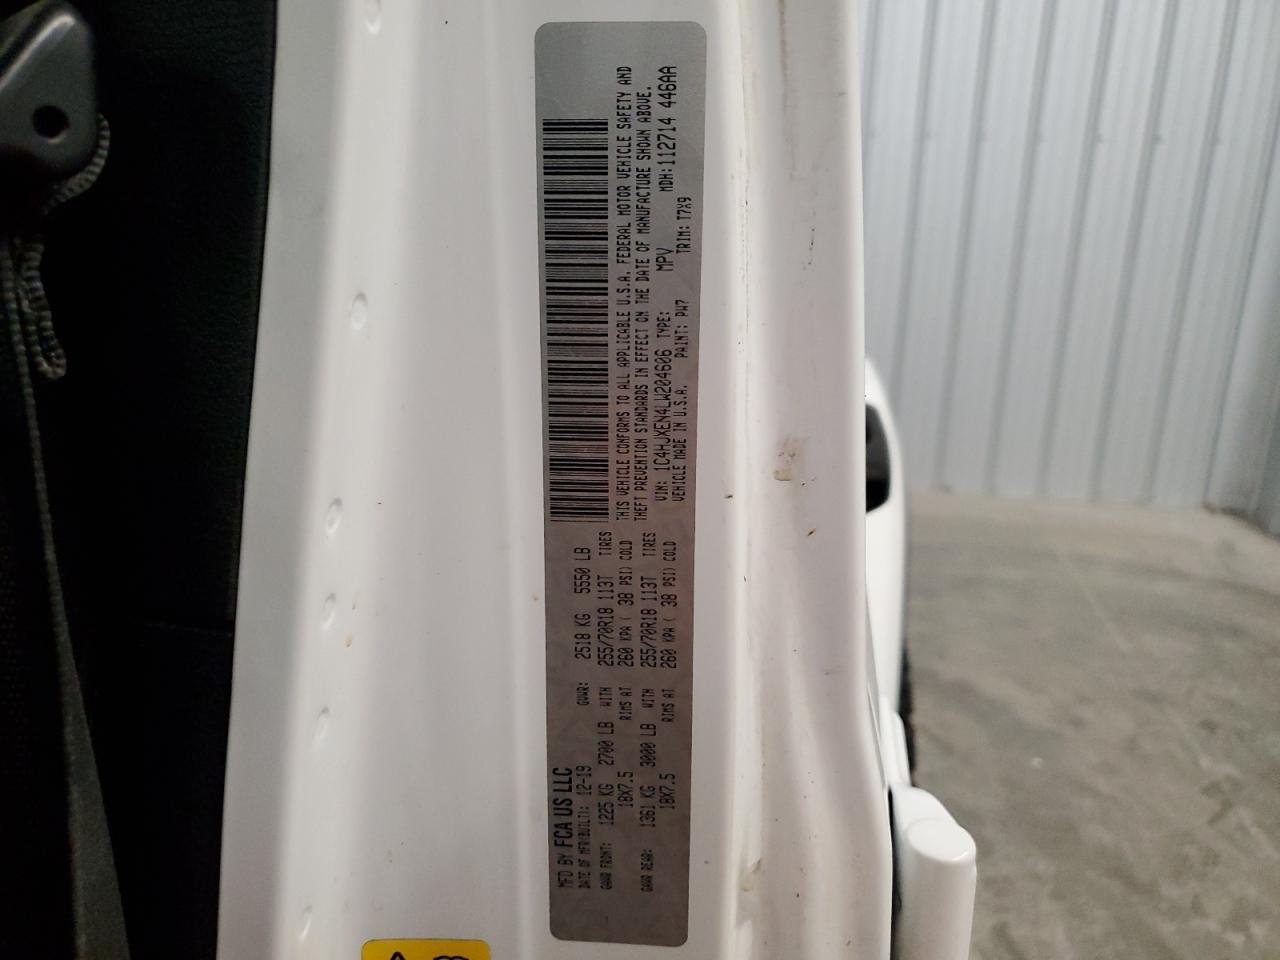 MFD BY FCA US LLC
DATE OF MFR(BUILT): 12-19 GVWR: 2518 KG 5550 LB
GAWR FRONT: 1225 KG 2700 LB WITH 255/70R18 113T TIRES
18X7.5 RIMS AT 260 KPA ( 38 PSI) COLD
GAWR REAR: 1361 KG 3000 LB WITH 255/70R18 113T TIRES
18X7.5 RIMS AT 260 KPA ( 38 PSI) COLD
THIS VEHICLE CONFORMS TO ALL APPLICABLE U.S.A. FEDERAL MOTOR VEHICLE SAFETY AND
THEFT PREVENTION STANDARDS IN EFFECT ON THE DATE OF MANUFACTURE SHOWN ABOVE.
VIN: 1C4HJXEN4LW204606 TYPE: MPV MDH:112714 446AA
VEHICLE MADE IN U.S.A. PAINT: PW7 TRIM: T7X9